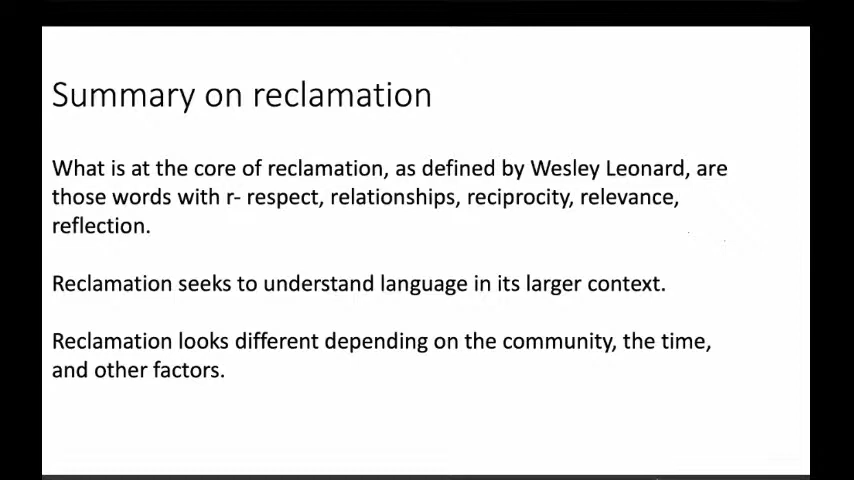 Summary on reclamation
What is at the core of reclamation, as defined by Wesley Leonard, are
those words with r- respect, relationships, reciprocity, relevance,
reflection.
Reclamation seeks to understand language in its larger context.
Reclamation looks different depending on the community, the time,
and other factors.